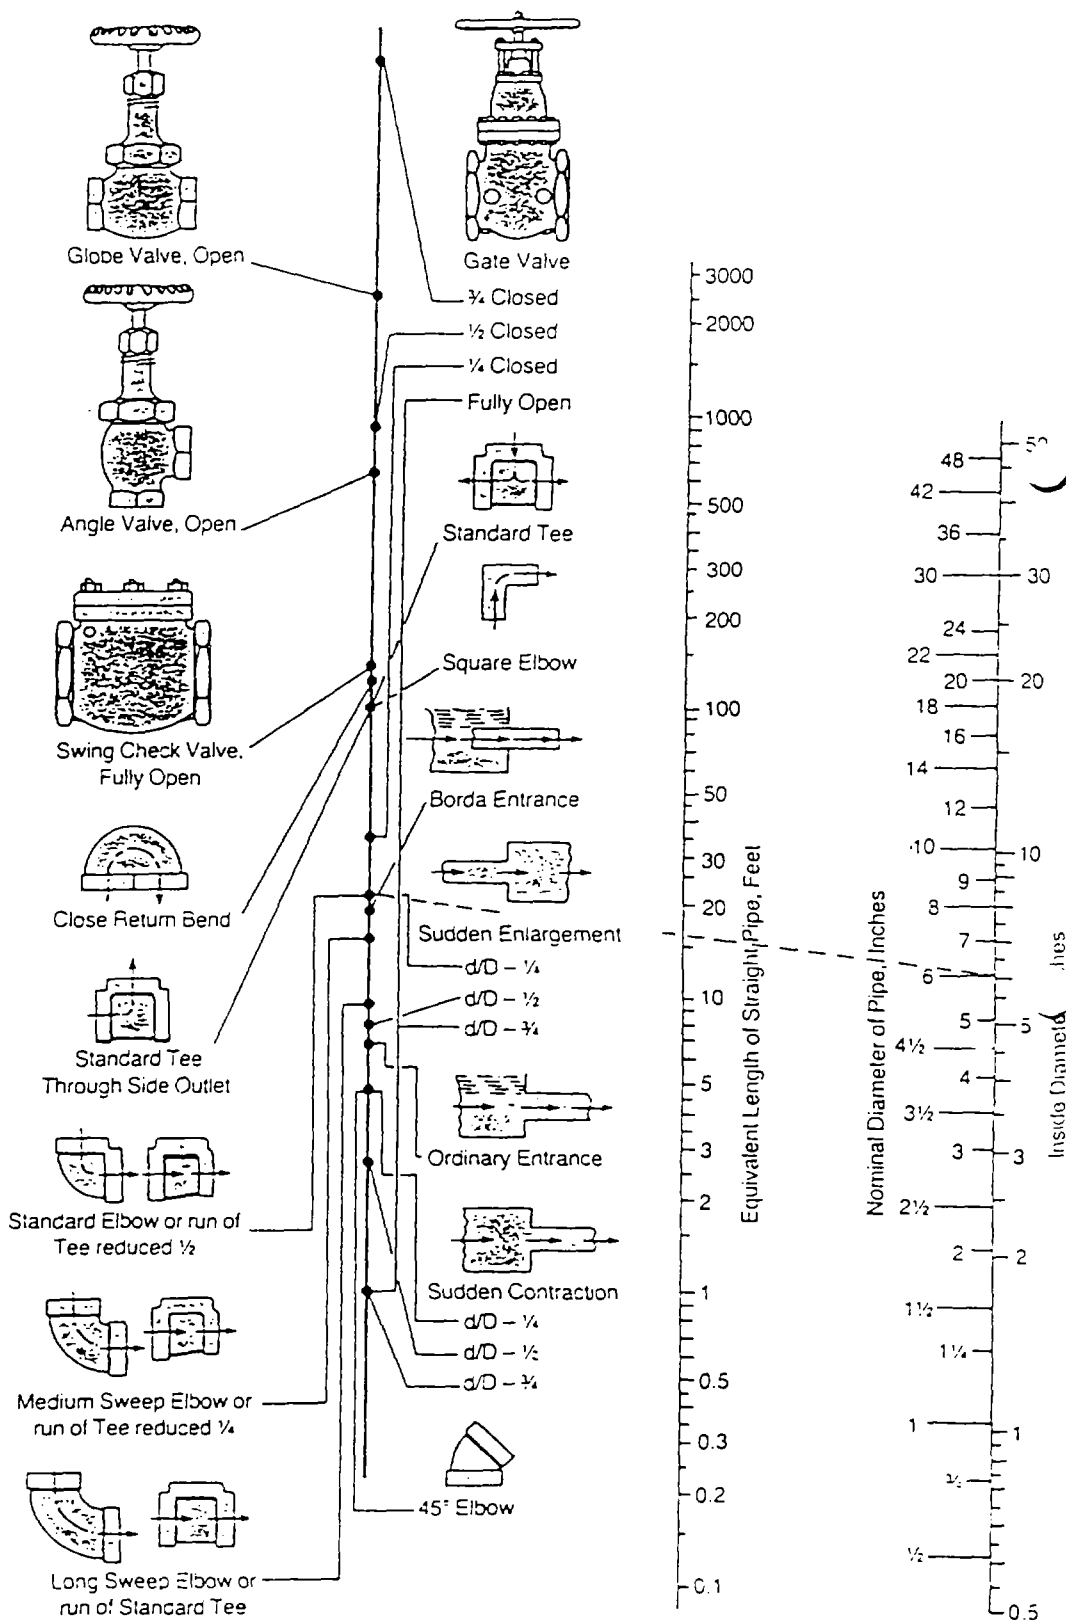 Globe Valve, Open
Angle Valve, Open
Swing Check Valve,
Fully Open
Close Return Bend
Standard Tee
Through Side Outlet
Standard Elbow or run of
Tee reduced ½
Medium Sweep Elbow or
run of Tee reduced ¼
Long Sweep Elbow or
run of Standard Tee
Gate Valve
¾ Closed
½ Closed
¼ Closed
Fully Open
Standard Tee
Square Elbow
Borda Entrance
Sudden Enlargement
d/D – ¼
d/D – ½
d/D – ¾
Ordinary Entrance
Sudden Contraction
d/D – ¼
d/D – ½
d/D – ¾
45° Elbow
3000
2000
1000
500
300
200
100
50
30
20
10
5
3
2
1
0.5
0.3
0.2
0.1
Equivalent Length of Straight Pipe, Feet
48
42
36
30
24
22
20
18
16
14
12
10
9
8
7
6
5
4½
4
3½
3
2½
2
1½
1¼
1
¾
½
Nominal Diameter of Pipe, Inches
30
20
10
5
3
2
1
0.5
Inside